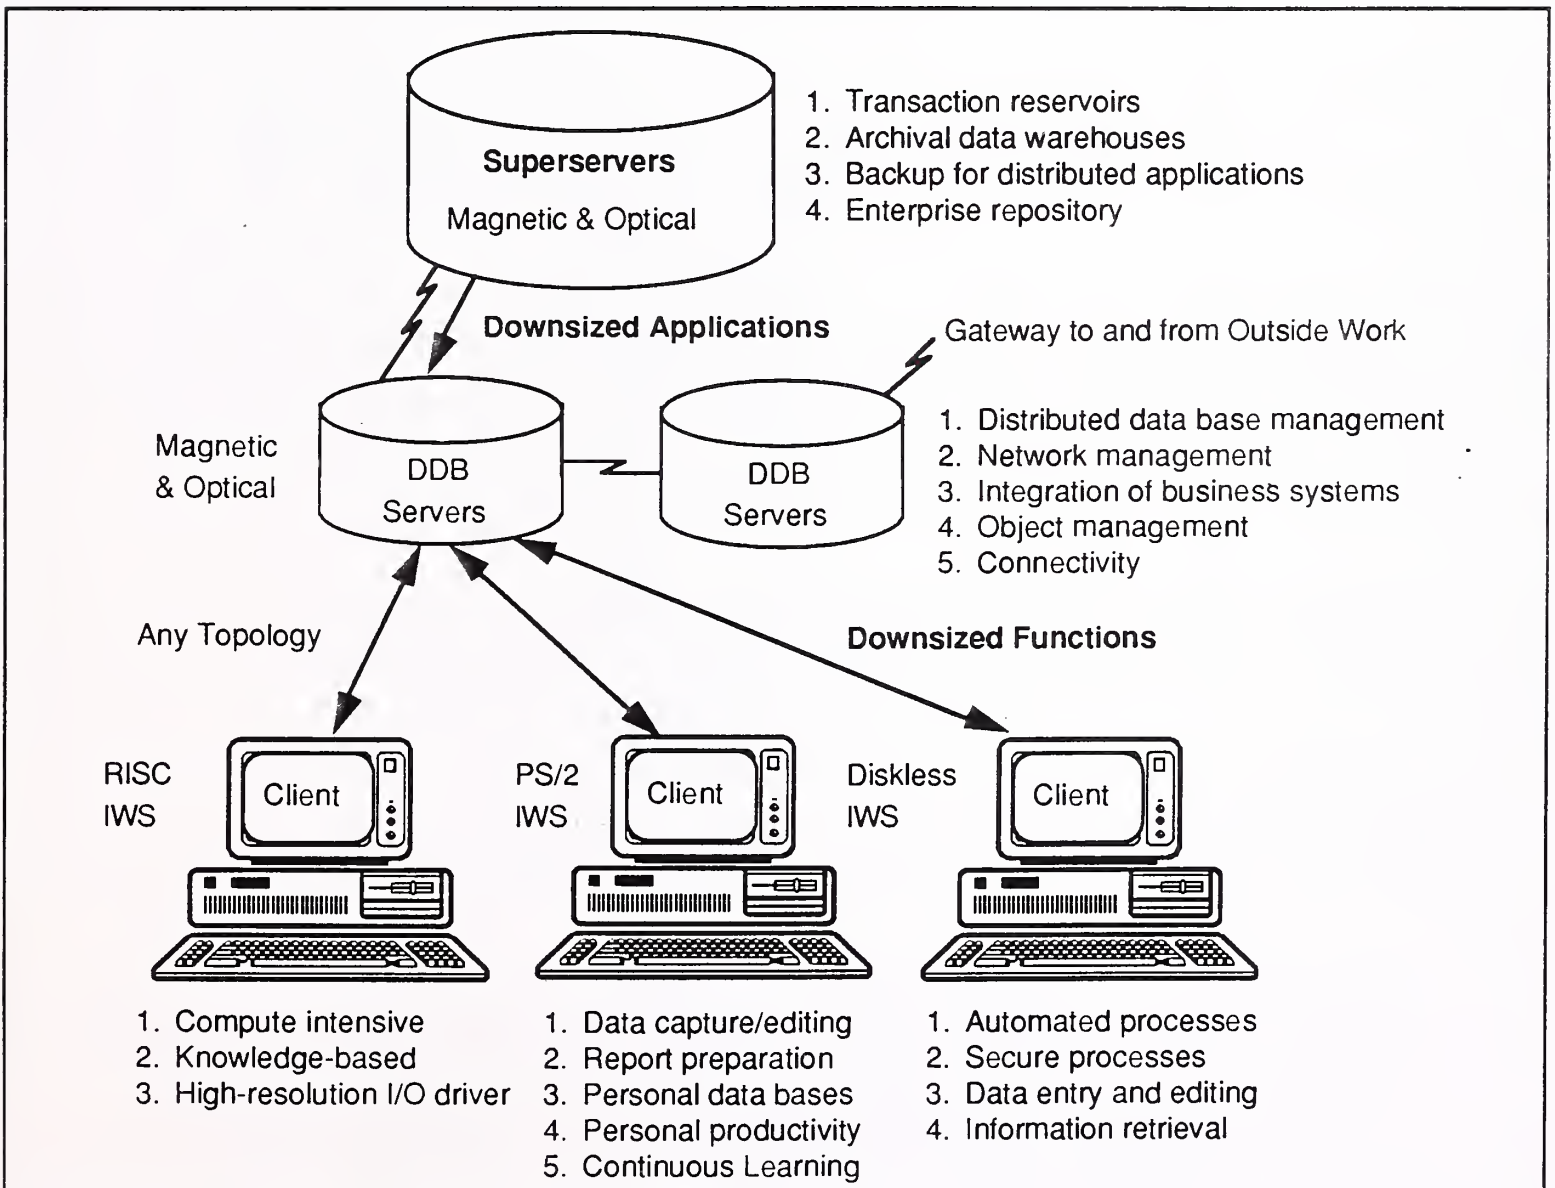 Superservers
Magnetic & Optical
1. Transaction reservoirs
2. Archival data warehouses
3. Backup for distributed applications
4. Enterprise repository
Downsized Applications
Gateway to and from Outside Work
Magnetic
& Optical
DDB
Servers
DDB
Servers
1. Distributed data base management
2. Network management
3. Integration of business systems
4. Object management
5. Connectivity
Any Topology
Downsized Functions
RISC
IWS
Client
PS/2
IWS
Client
Diskless
IWS
Client
1. Compute intensive
2. Knowledge-based
3. High-resolution I/O driver
1. Data capture/editing
2. Report preparation
3. Personal data bases
4. Personal productivity
5. Continuous Learning
1. Automated processes
2. Secure processes
3. Data entry and editing
4. Information retrieval